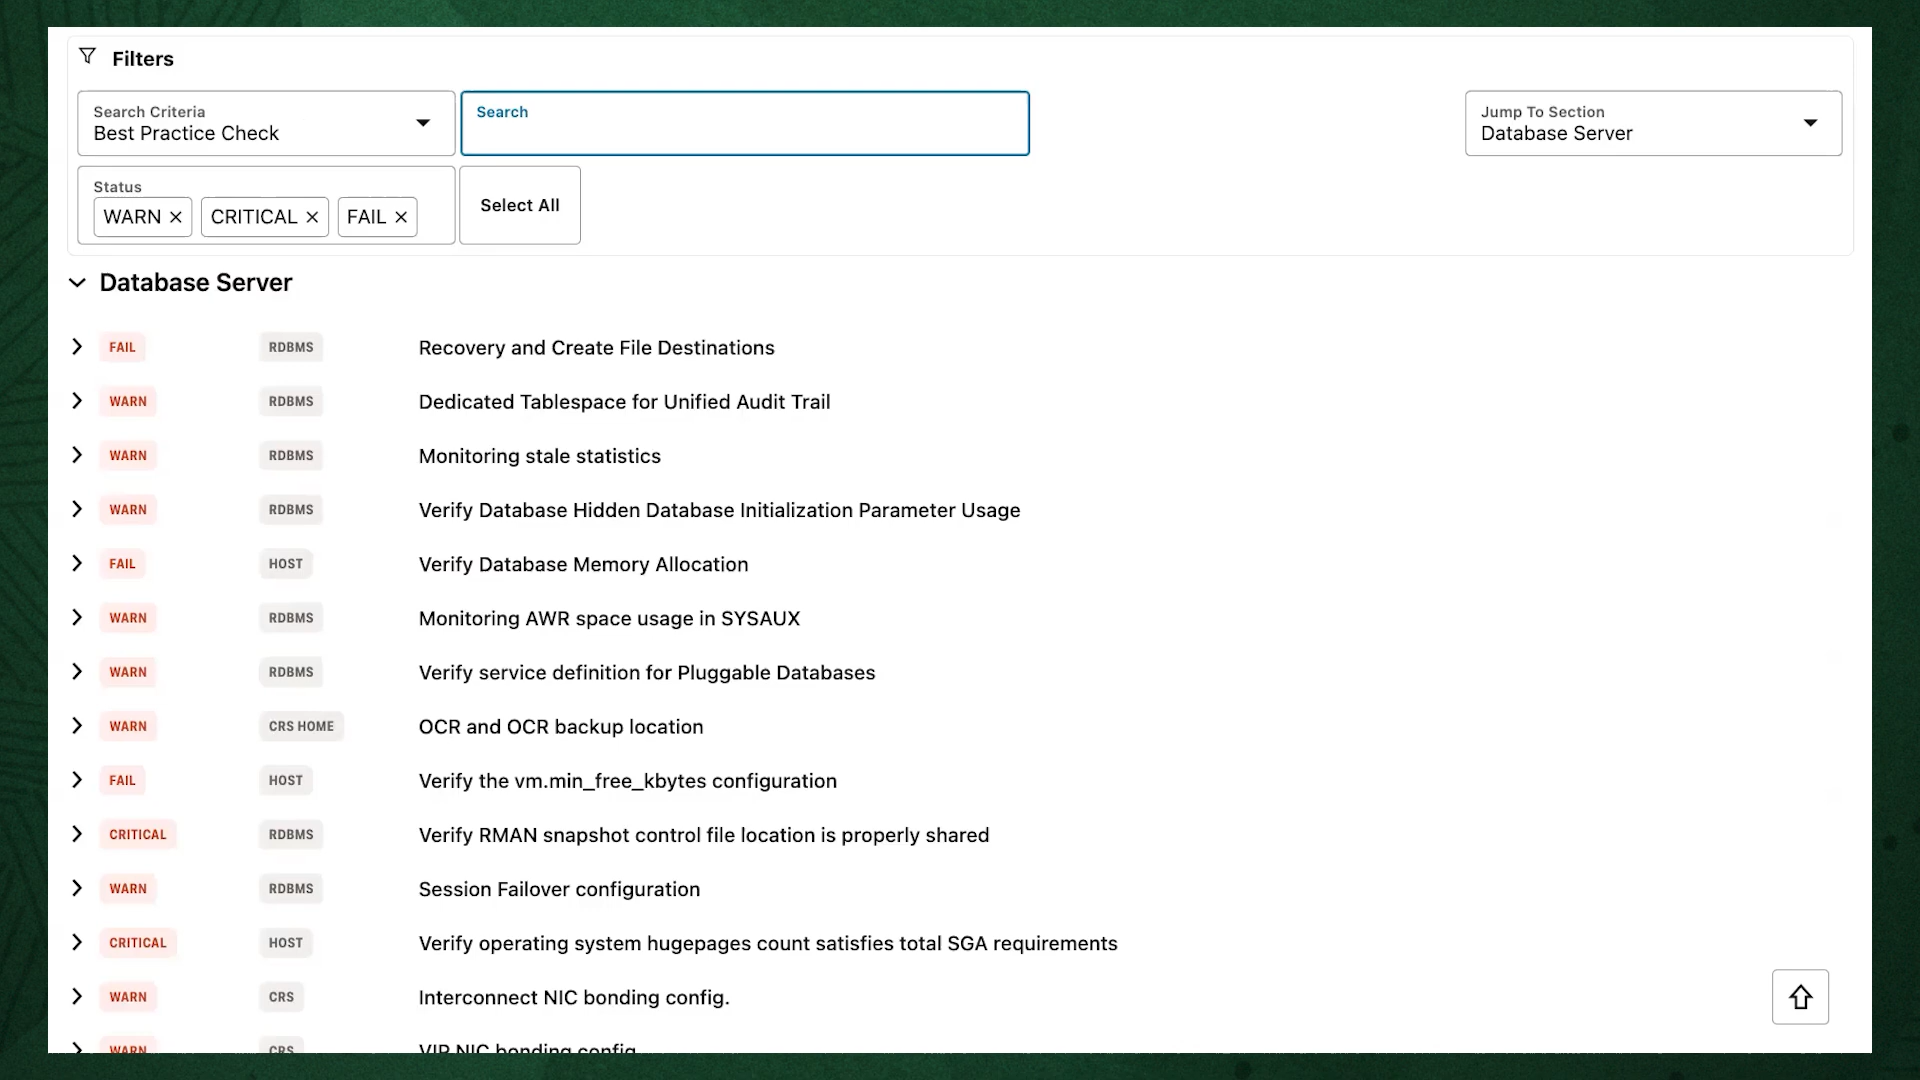 Filters
Search Criteria
Best Practice Check
Search
Jump To Section
Database Server
Status
WARN × CRITICAL × FAIL ×
Select All
Database Server
FAIL RDBMS Recovery and Create File Destinations
WARN RDBMS Dedicated Tablespace for Unified Audit Trail
WARN RDBMS Monitoring stale statistics
WARN RDBMS Verify Database Hidden Database Initialization Parameter Usage
FAIL HOST Verify Database Memory Allocation
WARN RDBMS Monitoring AWR space usage in SYSAUX
WARN RDBMS Verify service definition for Pluggable Databases
WARN CRS HOME OCR and OCR backup location
FAIL HOST Verify the vm.min_free_kbytes configuration
CRITICAL RDBMS Verify RMAN snapshot control file location is properly shared
WARN RDBMS Session Failover configuration
CRITICAL HOST Verify operating system hugepages count satisfies total SGA requirements
WARN CRS Interconnect NIC bonding config.
WARN CRS VIP NIC bonding config